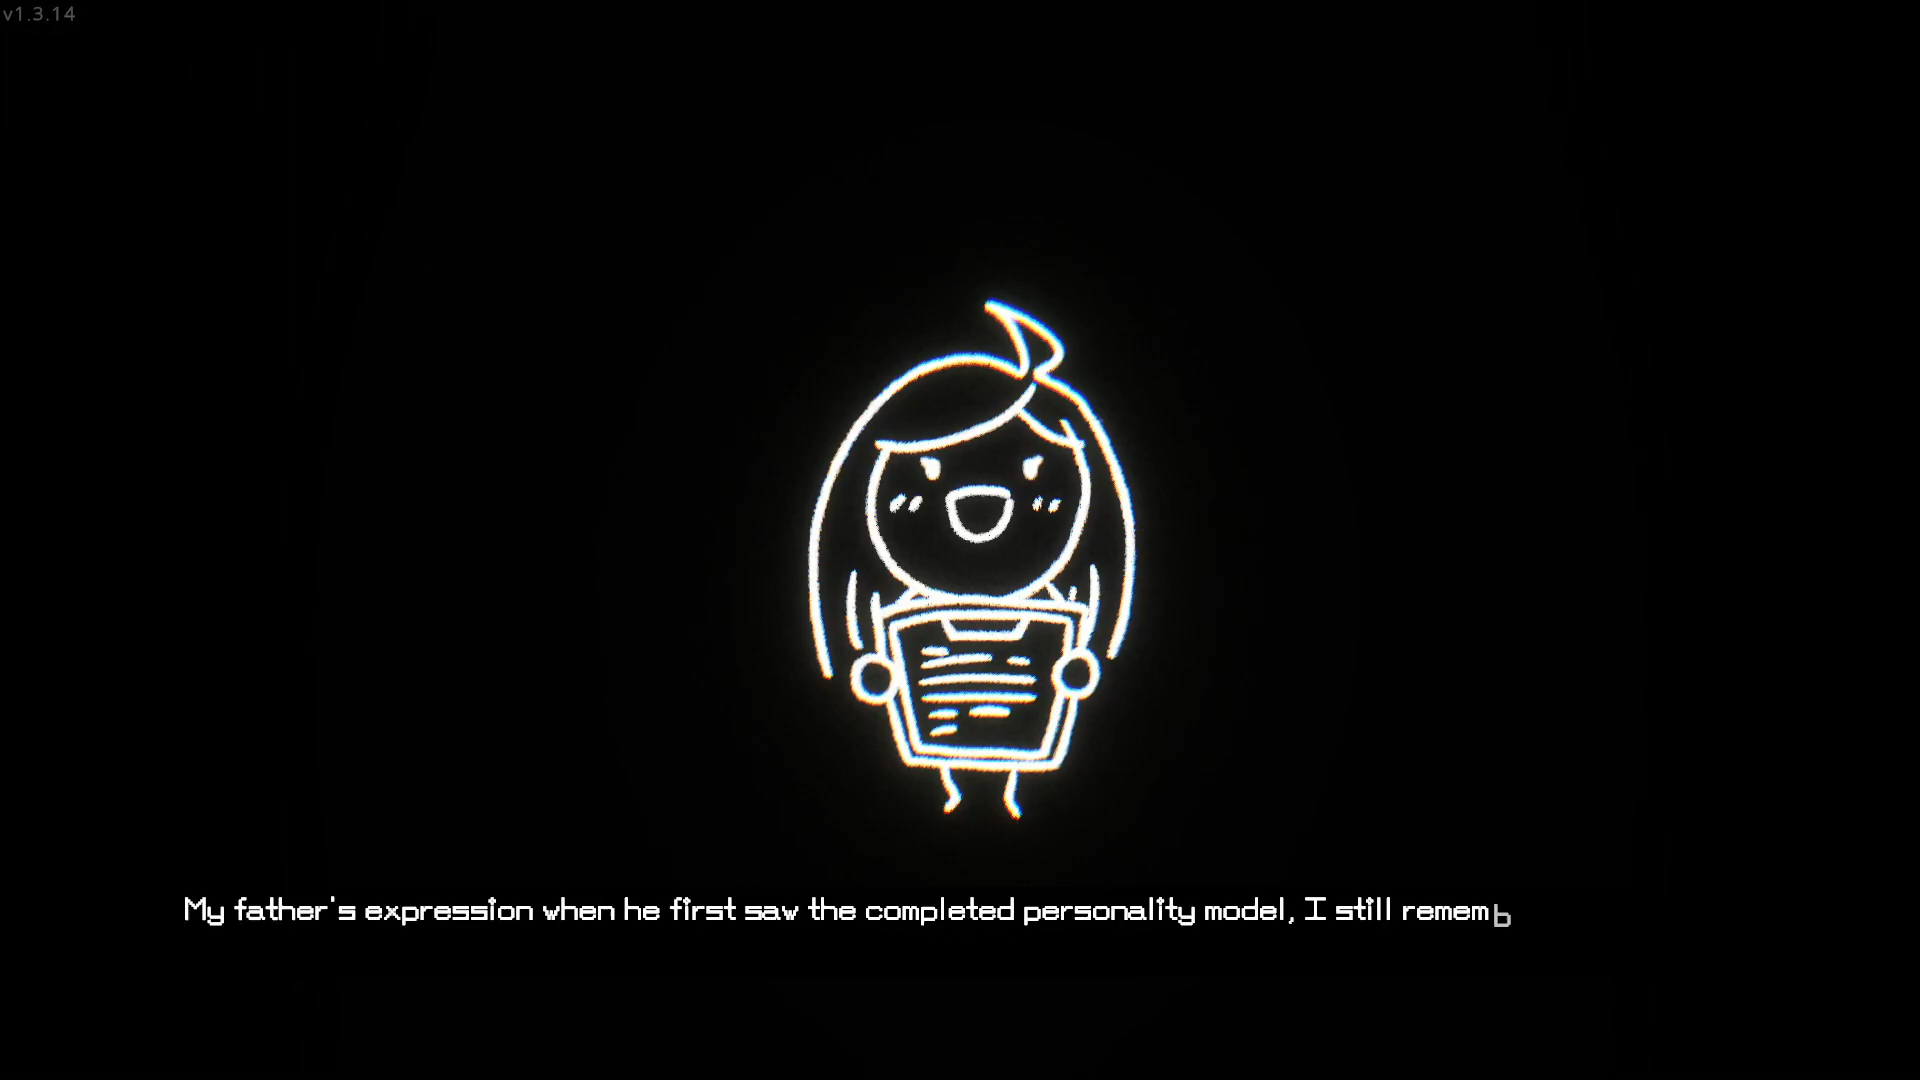 v1.3.14
My father's expression when he first saw the completed personality model, I still rememb